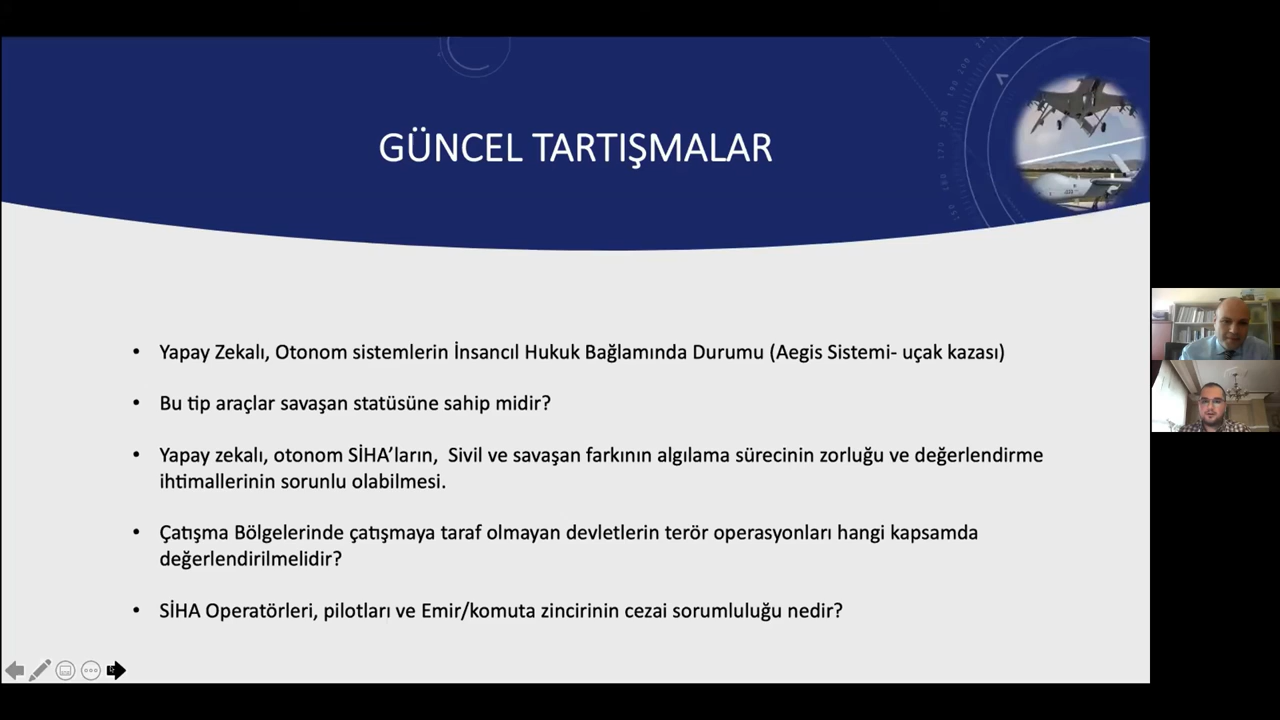 GÜNCEL TARTIŞMALAR
• Yapay Zekalı, Otonom sistemlerin İnsancıl Hukuk Bağlamında Durumu (Aegis Sistemi- uçak kazası)
• Bu tip araçlar savaşan statüsüne sahip midir?
• Yapay zekalı, otonom SİHA’ların,  Sivil ve savaşan farkının algılama sürecinin zorluğu ve değerlendirme
ihtimallerinin sorunlu olabilmesi.
• Çatışma Bölgelerinde çatışmaya taraf olmayan devletlerin terör operasyonları hangi kapsamda
değerlendirilmelidir?
• SİHA Operatörleri, pilotları ve Emir/komuta zincirinin cezai sorumluluğu nedir?